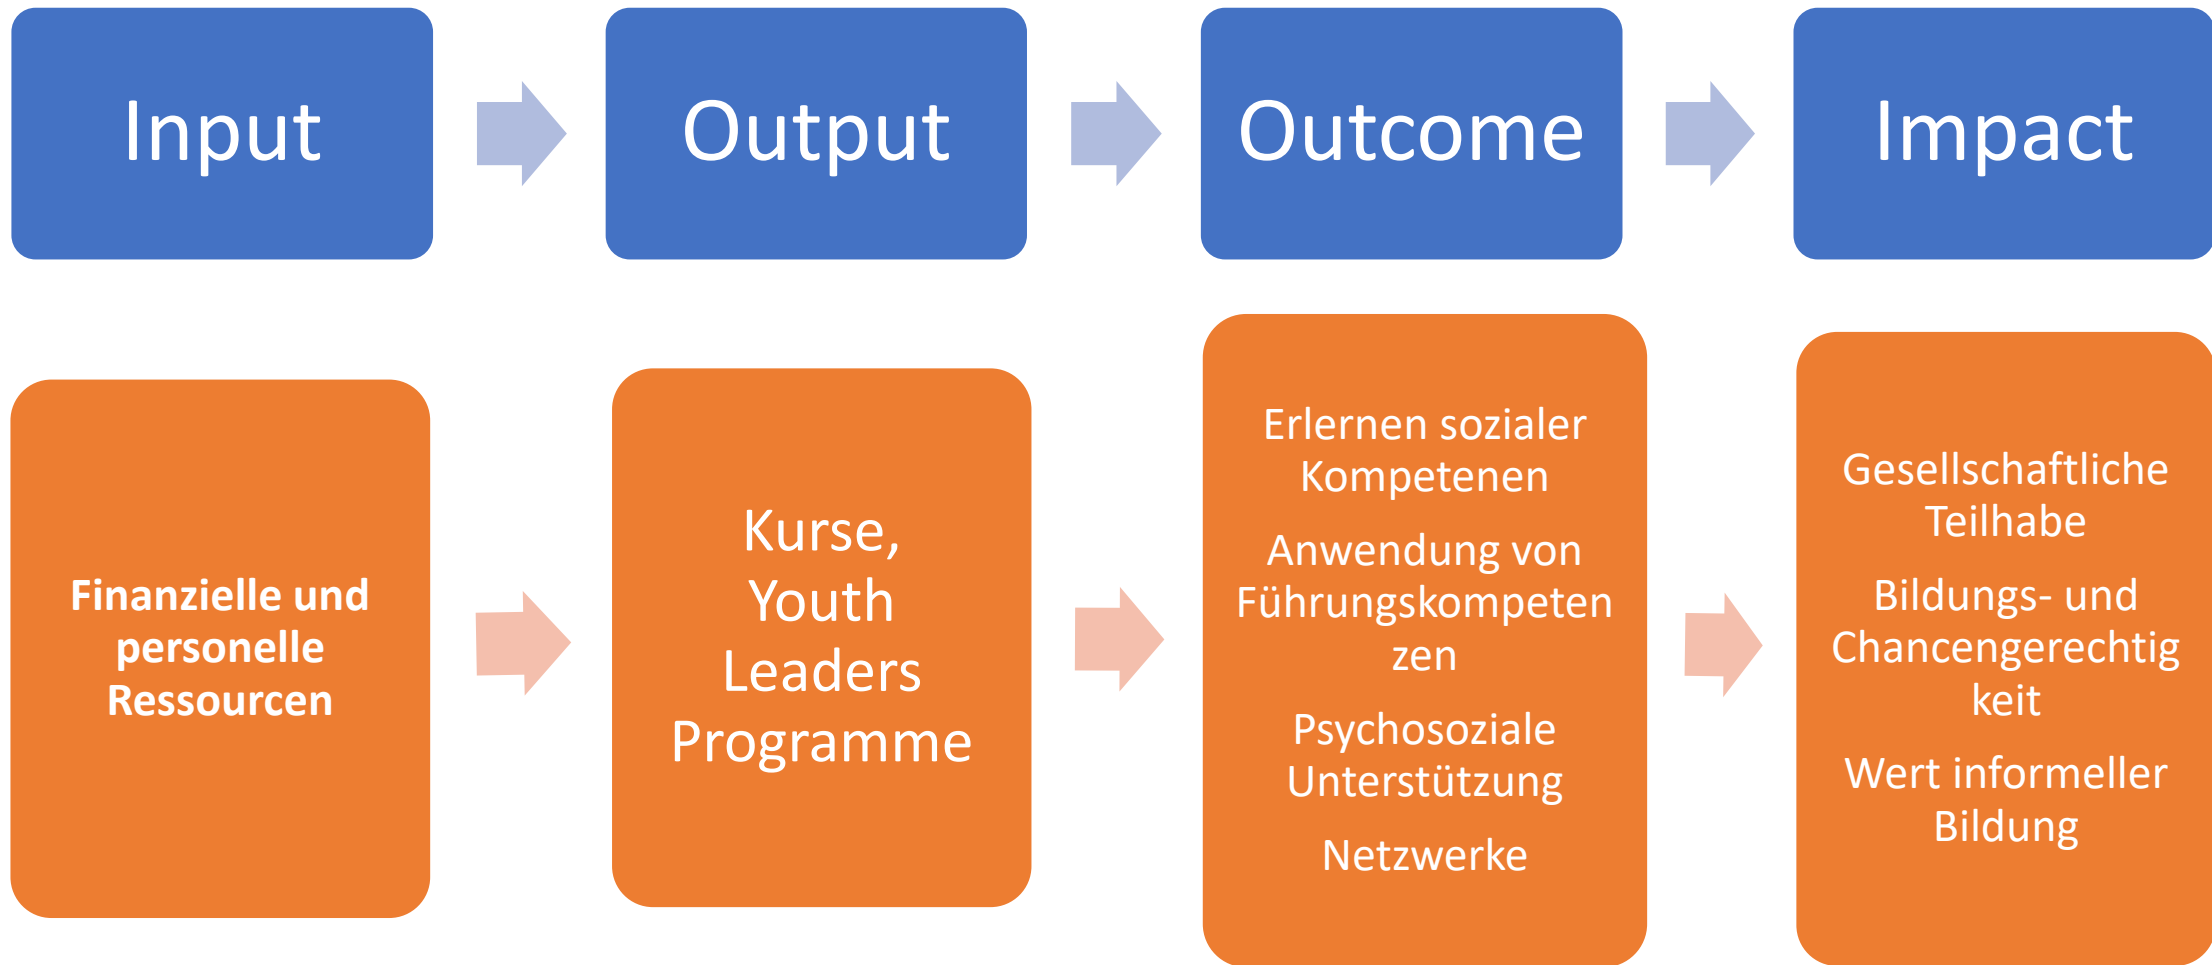 Input
Output
Outcome
Impact
Finanzielle und
personelle
Ressourcen
Kurse,
Youth
Leaders
Programme
Erlernen sozialer
Kompetenen
Anwendung von
Führungskompeten
zen
Psychosoziale
Unterstützung
Netzwerke
Gesellschaftliche
Teilhabe
Bildungs- und
Chancengerechtig
keit
Wert informeller
Bildung